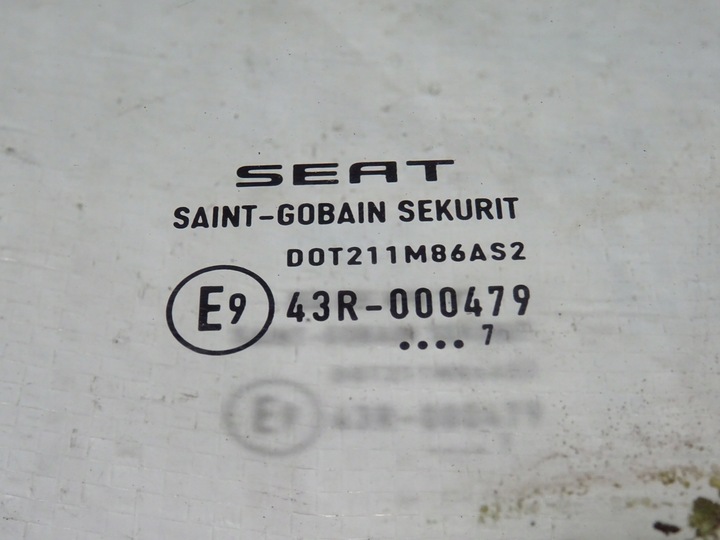 SEAT
SAINT-GOBAIN SEKURIT
DOT211M86AS2
E9 43R-000479
.... 7